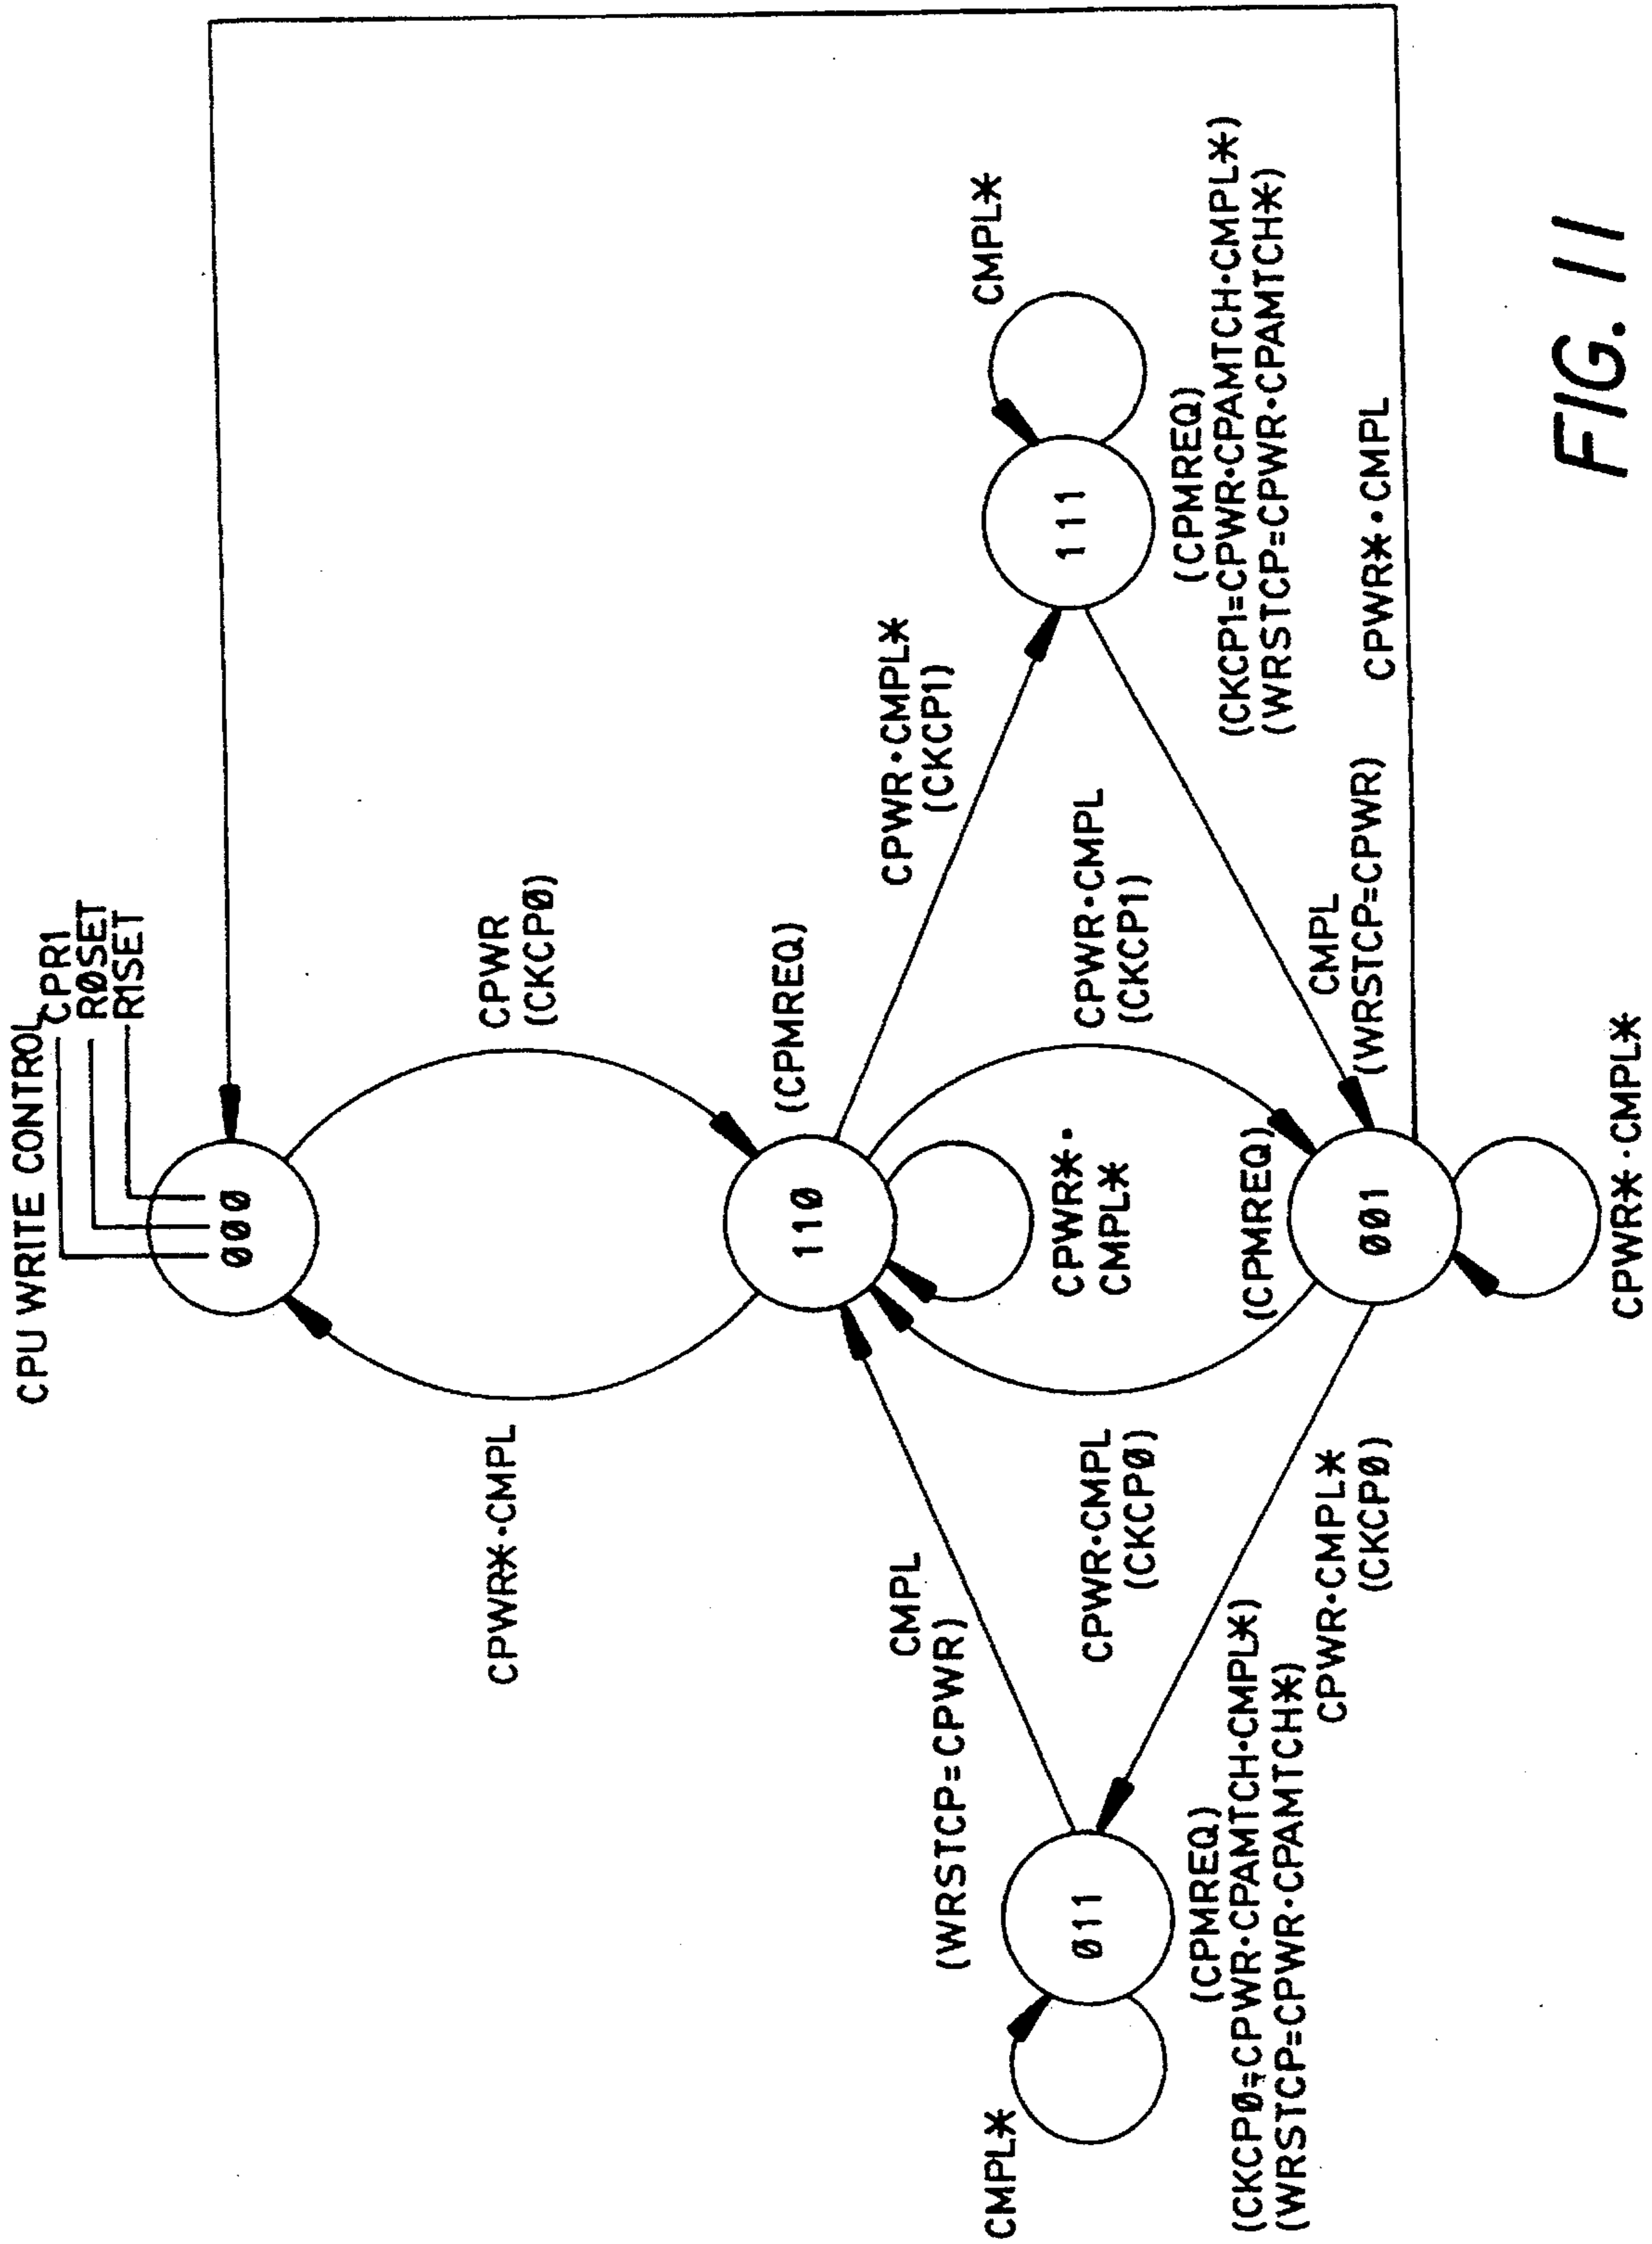 CPU WRITE CONTROL
CPR1
RØSET
R1SET
ØØØ
CPWR
(CKCPØ)
CPWR*·CMPL
(CPMREQ)
11Ø
CPWR*·
CMPL*
CPWR·CMPL*
(CKCP1)
111
CMPL*
(CPMREQ)
(CKCP1=CPWR·CPAMTCH·CMPL*)
(WRSTCP=CPWR·CPAMTCH*)
CMPL
(WRSTCP=CPWR)
CPWR·CMPL
(CKCPØ)
CPWR·CMPL
(CKCP1)
CMPL
(WRSTCP=CPWR)
CMPL*
Ø11
(CPMREQ)
(CKCPØ=CPWR·CPAMTCH·CMPL*)
(WRSTCP=CPWR·CPAMTCH*)
CPWR·CMPL*
(CKCPØ)
(CPMREQ)
ØØ1
CPWR*·CMPL
CPWR*·CMPL*
FIG. 11